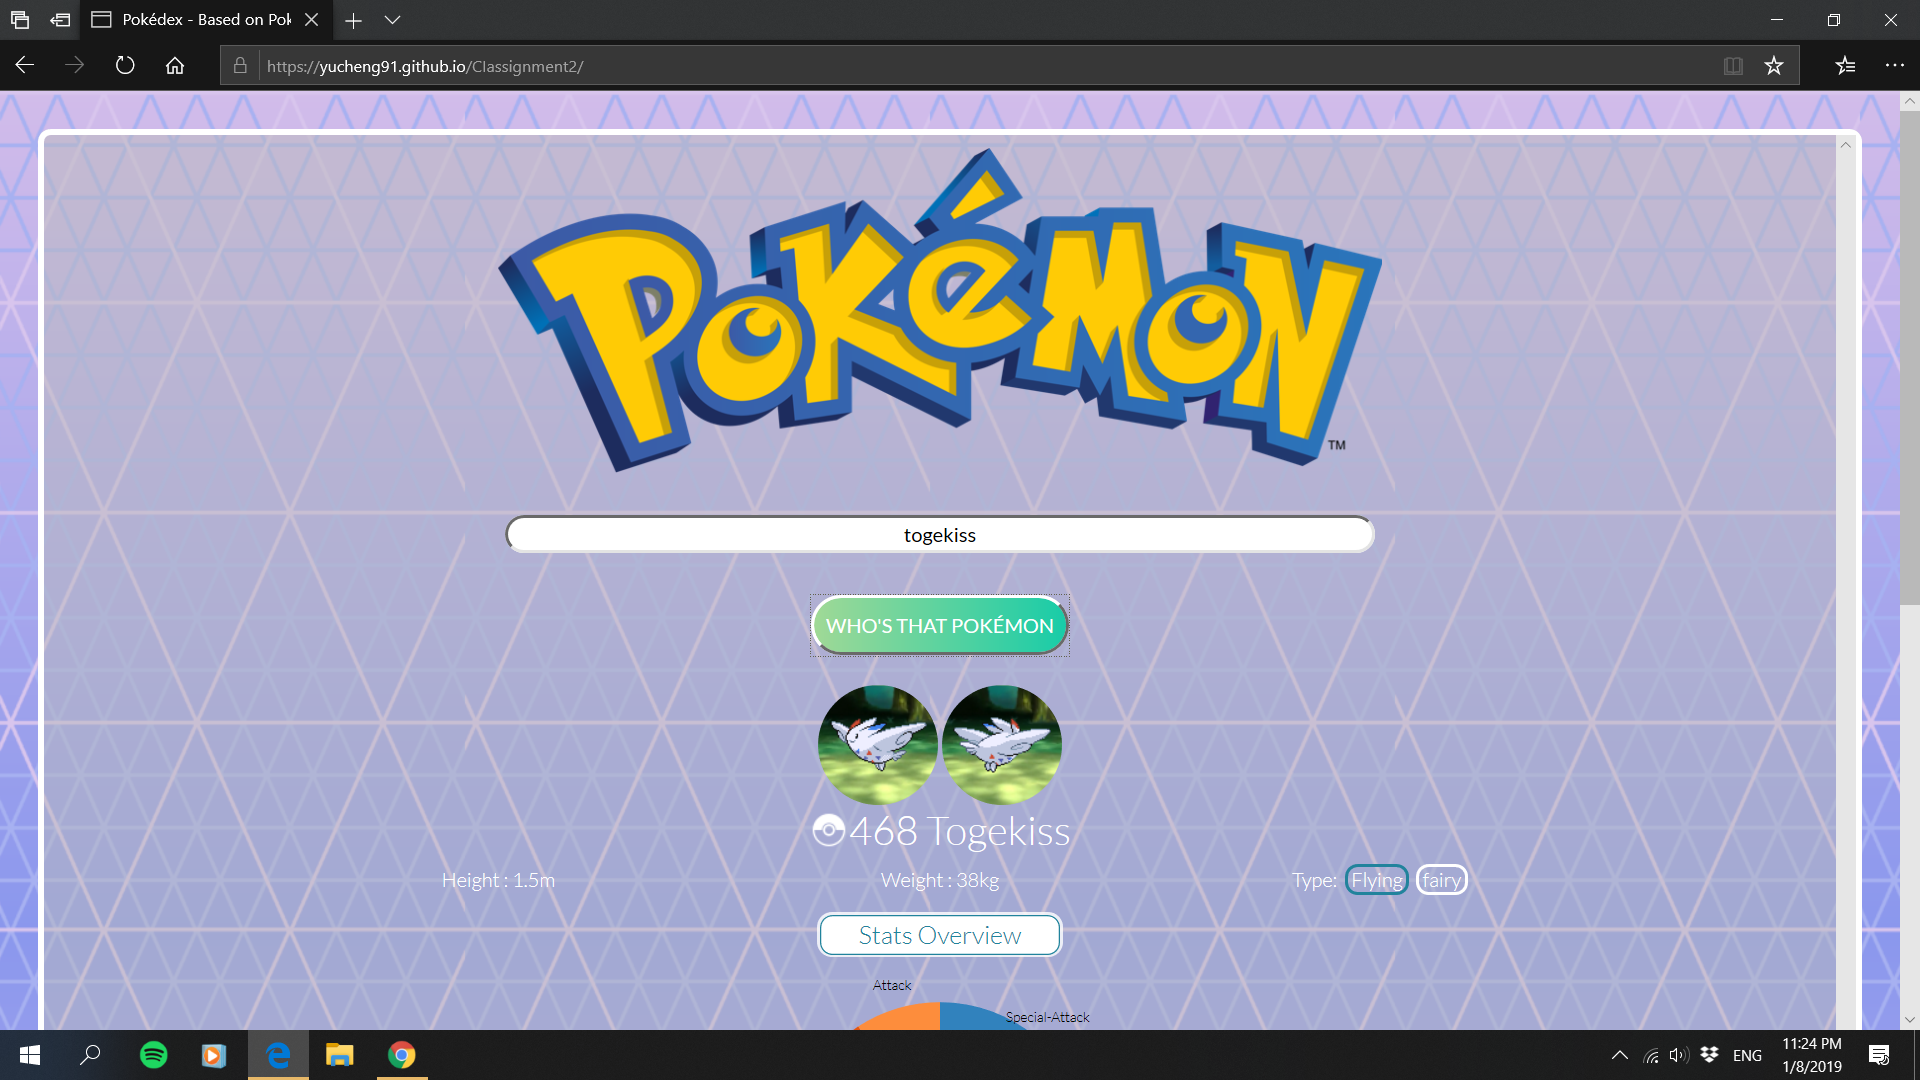 Pokédex - Based on Pok
https://yucheng91.github.io/Classignment2/
POKéMON
TM
togekiss
WHO'S THAT POKÉMON
468 Togekiss
Height : 1.5m
Weight : 38kg
Type: Flying fairy
Stats Overview
Attack
Special-Attack
ENG
11:24 PM
1/8/2019